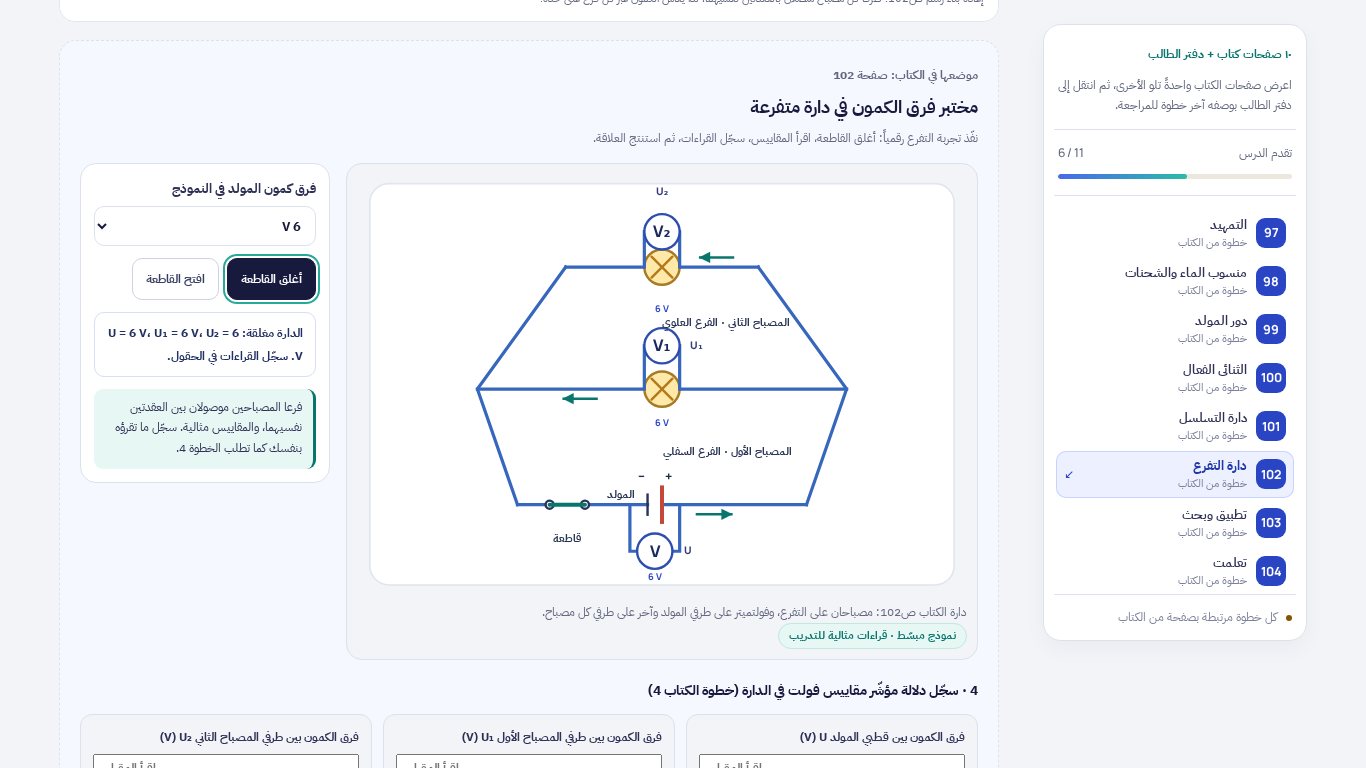 ١٠ صفحات كتاب + دفتر الطالب
اعرض صفحات الكتاب واحدةً تلو الأخرى، ثم انتقل إلى
دفتر الطالب بوصفه آخر خطوة للمراجعة.
تقدم الدرس
6 / 11
97
التمهيد
خطوة من الكتاب
98
منسوب الماء والشحنات
خطوة من الكتاب
99
دور المولد
خطوة من الكتاب
100
الثنائي الفعال
خطوة من الكتاب
101
دارة التسلسل
خطوة من الكتاب
102
دارة التفرع
خطوة من الكتاب
↙
103
تطبيق وبحث
خطوة من الكتاب
104
تعلمت
خطوة من الكتاب
كل خطوة مرتبطة بصفحة من الكتاب
موضعها في الكتاب: صفحة 102
مختبر فرق الكمون في دارة متفرعة
نفّذ تجربة التفرع رقمياً: أغلق القاطعة، اقرأ المقاييس، سجّل القراءات، ثم استنتج العلاقة.
U₂
V₂
6 V
المصباح الثاني · الفرع العلوي
V₁
U₁
6 V
المصباح الأول · الفرع السفلي
− +
المولد
قاطعة
V
U
6 V
دارة الكتاب ص102: مصباحان على التفرع، وفولتميتر على طرفي المولد وآخر على طرفي كل مصباح.
نموذج مبسّط · قراءات مثالية للتدريب
فرق كمون المولد في النموذج
6 V
أغلق القاطعة
افتح القاطعة
الدارة مغلقة: U = 6 V، U₁ = 6 V، U₂ = 6
V. سجّل القراءات في الحقول.
فرعا المصباحين موصولان بين العقدتين
نفسيهما، والمقاييس مثالية. سجّل ما تقرؤه
بنفسك كما تطلب الخطوة 4.
4 · سجّل دلالة مؤشّر مقاييس فولت في الدارة (خطوة الكتاب 4)
فرق الكمون بين قطبي المولد U (V)
فرق الكمون بين طرفي المصباح الأول U₁ (V)
فرق الكمون بين طرفي المصباح الثاني U₂ (V)